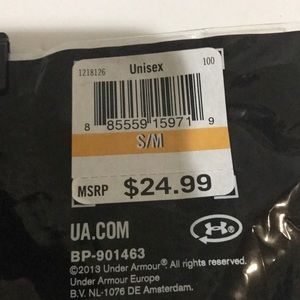 1218126 Unisex 100
8 85559 15971 9
S/M
MSRP $24.99
UA.COM
BP-901463
©2013 Under Armour®. All rights reserved.
Under Armour Europe
B.V. NL-1076 DE Amsterdam.